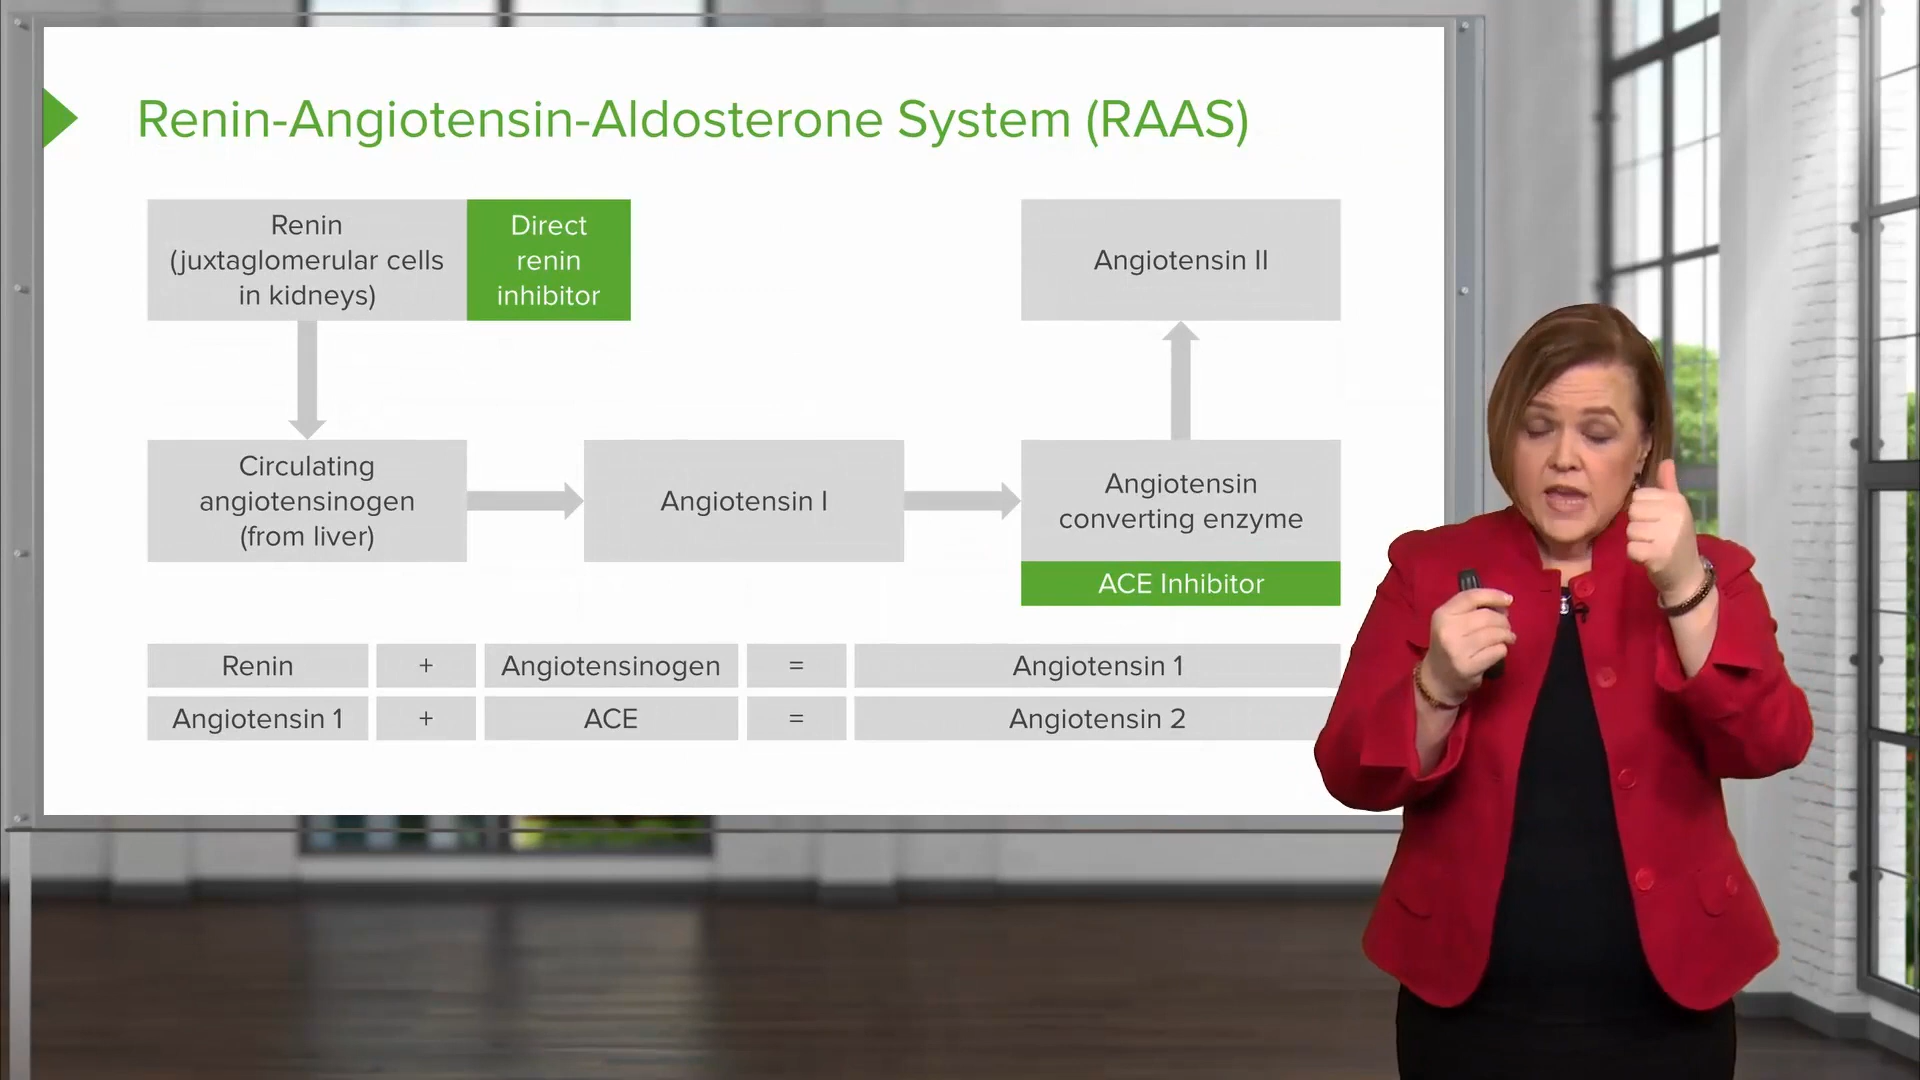 Renin-Angiotensin-Aldosterone System (RAAS)
Renin
(juxtaglomerular cells
in kidneys)
Direct
renin
inhibitor
Angiotensin II
Circulating
angiotensinogen
(from liver)
Angiotensin I
Angiotensin
converting enzyme
ACE Inhibitor
Renin + Angiotensinogen = Angiotensin 1
Angiotensin 1 + ACE = Angiotensin 2